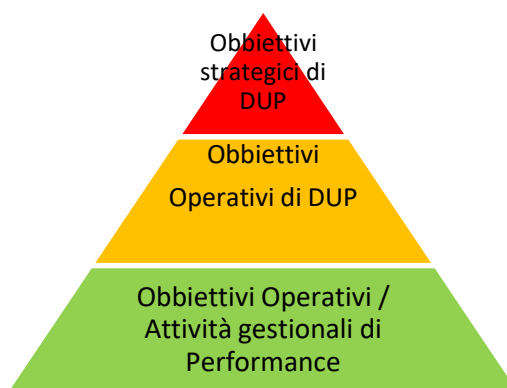 Obbiettivi
strategici di
DUP
Obbiettivi
Operativi di DUP
Obbiettivi Operativi /
Attività gestionali di
Performance